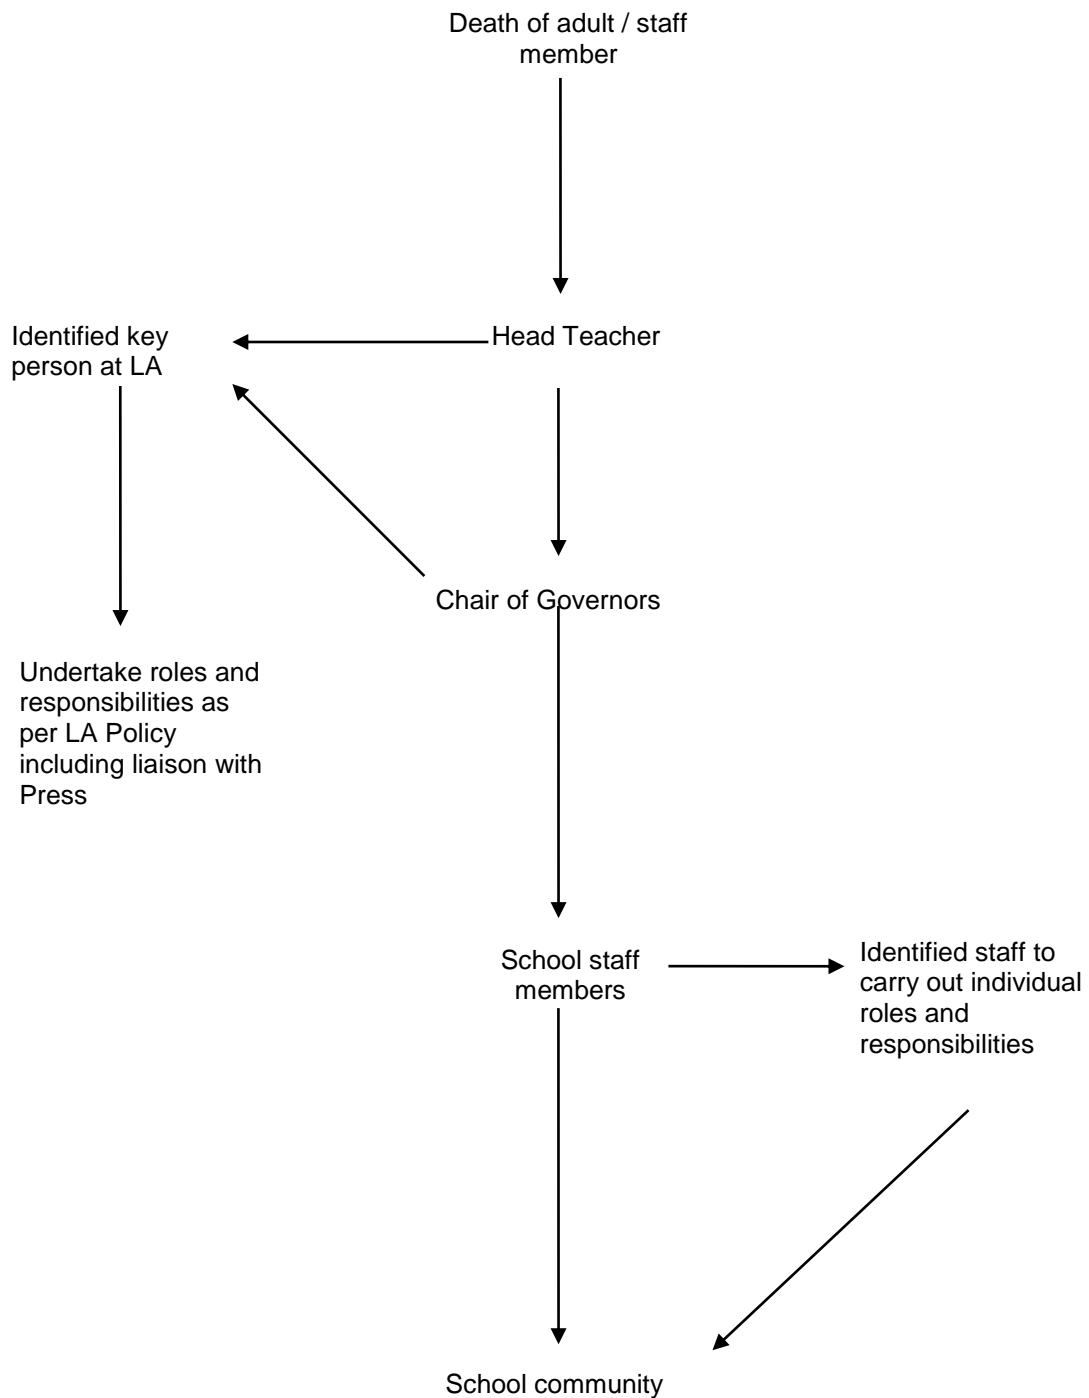 Death of adult / staff
member
Identified key
person at LA
Head Teacher
Chair of Governors
Undertake roles and
responsibilities as
per LA Policy
including liaison with
Press
School staff
members
Identified staff to
carry out individual
roles and
responsibilities
School community